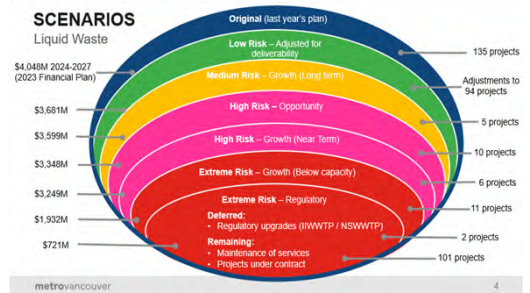 SCENARIOS
Liquid Waste
Original (last year's plan)
Low Risk – Adjusted for
deliverability
Medium Risk - Growth (Long term)
High Risk – Opportunity
High Risk – Growth (Near Term)
Extreme Risk – Growth (Below capacity)
Extreme Risk – Regulatory
Deferred:
• Regulatory upgrades (IIWWTP / NSWWTP)
Remaining:
• Maintenance of services
• Projects under contract
$4,048M 2024-2027
(2023 Financial Plan)
$3,681M
$3,599M
$3,348M
$3,249M
$1,932M
$721M
135 projects
Adjustments to
94 projects
5 projects
10 projects
6 projects
11 projects
2 projects
101 projects
metrovancouver
4